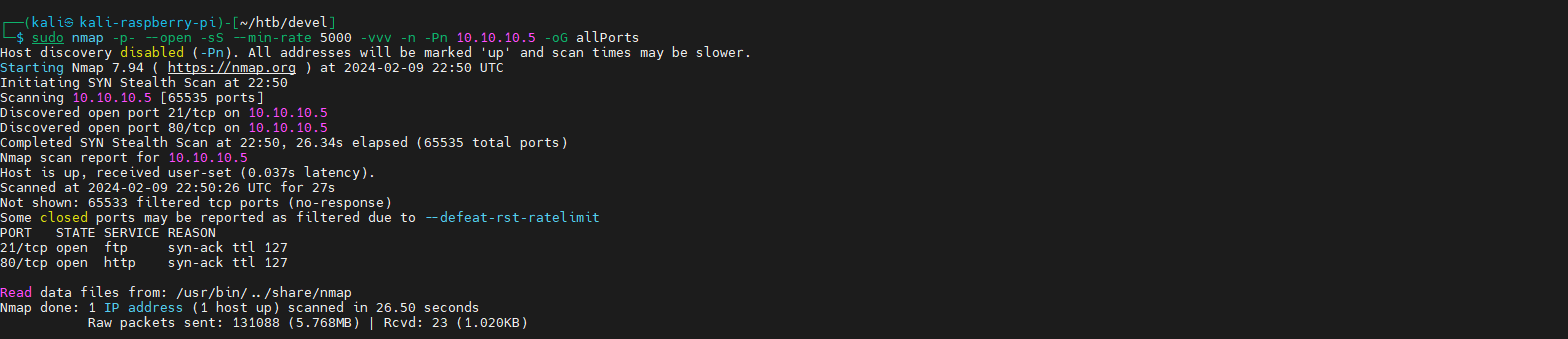 ┌──(kali㉿kali-raspberry-pi)-[~/htb/devel]
└─$ sudo nmap -p- --open -sS --min-rate 5000 -vvv -n -Pn 10.10.10.5 -oG allPorts
Host discovery disabled (-Pn). All addresses will be marked 'up' and scan times may be slower.
Starting Nmap 7.94 ( https://nmap.org ) at 2024-02-09 22:50 UTC
Initiating SYN Stealth Scan at 22:50
Scanning 10.10.10.5 [65535 ports]
Discovered open port 21/tcp on 10.10.10.5
Discovered open port 80/tcp on 10.10.10.5
Completed SYN Stealth Scan at 22:50, 26.34s elapsed (65535 total ports)
Nmap scan report for 10.10.10.5
Host is up, received user-set (0.037s latency).
Scanned at 2024-02-09 22:50:26 UTC for 27s
Not shown: 65533 filtered tcp ports (no-response)
Some closed ports may be reported as filtered due to --defeat-rst-ratelimit
PORT   STATE SERVICE REASON
21/tcp open  ftp     syn-ack ttl 127
80/tcp open  http    syn-ack ttl 127
Read data files from: /usr/bin/../share/nmap
Nmap done: 1 IP address (1 host up) scanned in 26.50 seconds
           Raw packets sent: 131088 (5.768MB) | Rcvd: 23 (1.020KB)